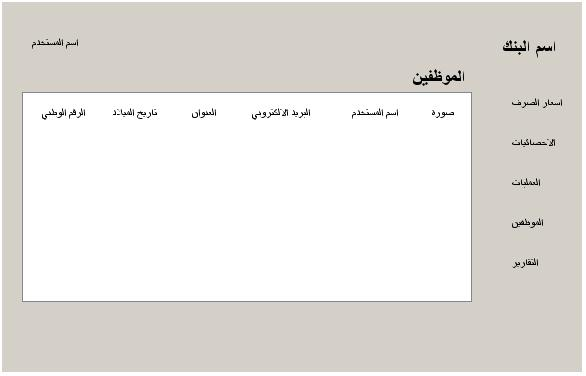 اسم البنك
اسم المستخدم
الموظفين
صورة اسم المستخدم البريد الالكتروني العنوان تاريخ الميلاد الرقم الوطني
اسعار الصرف
الاحصائيات
العمليات
الموظفين
التقارير